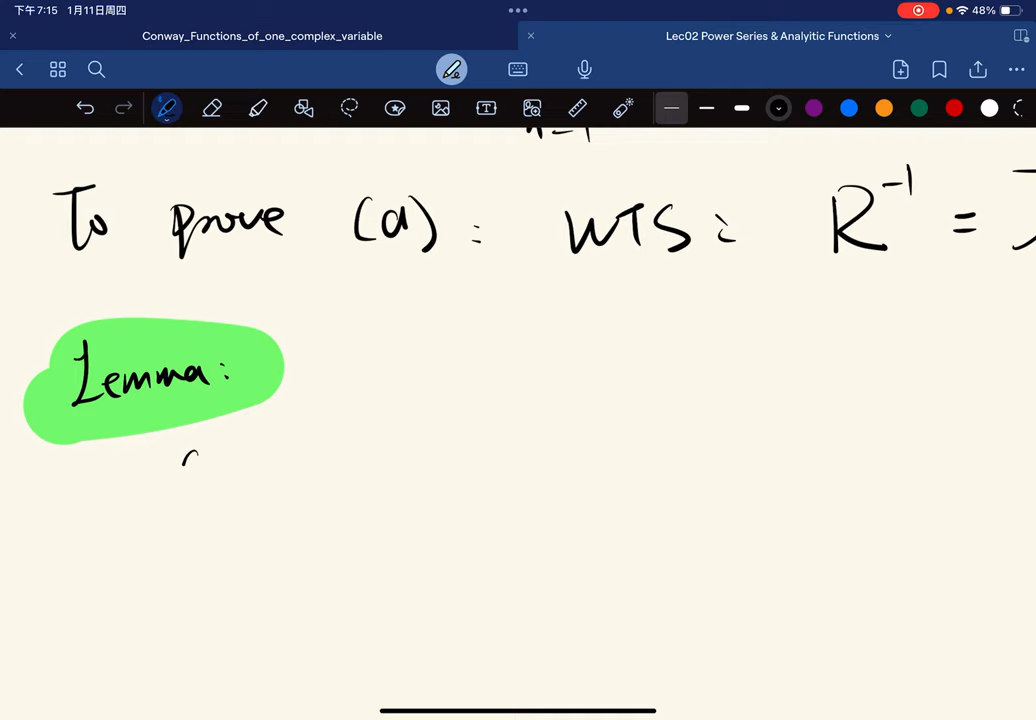 下午7:15 1月11日周四
48%
Conway_Functions_of_one_complex_variable
Lec02 Power Series & Analyitic Functions
To prove (a): WTS: R⁻¹ =
Lemma: